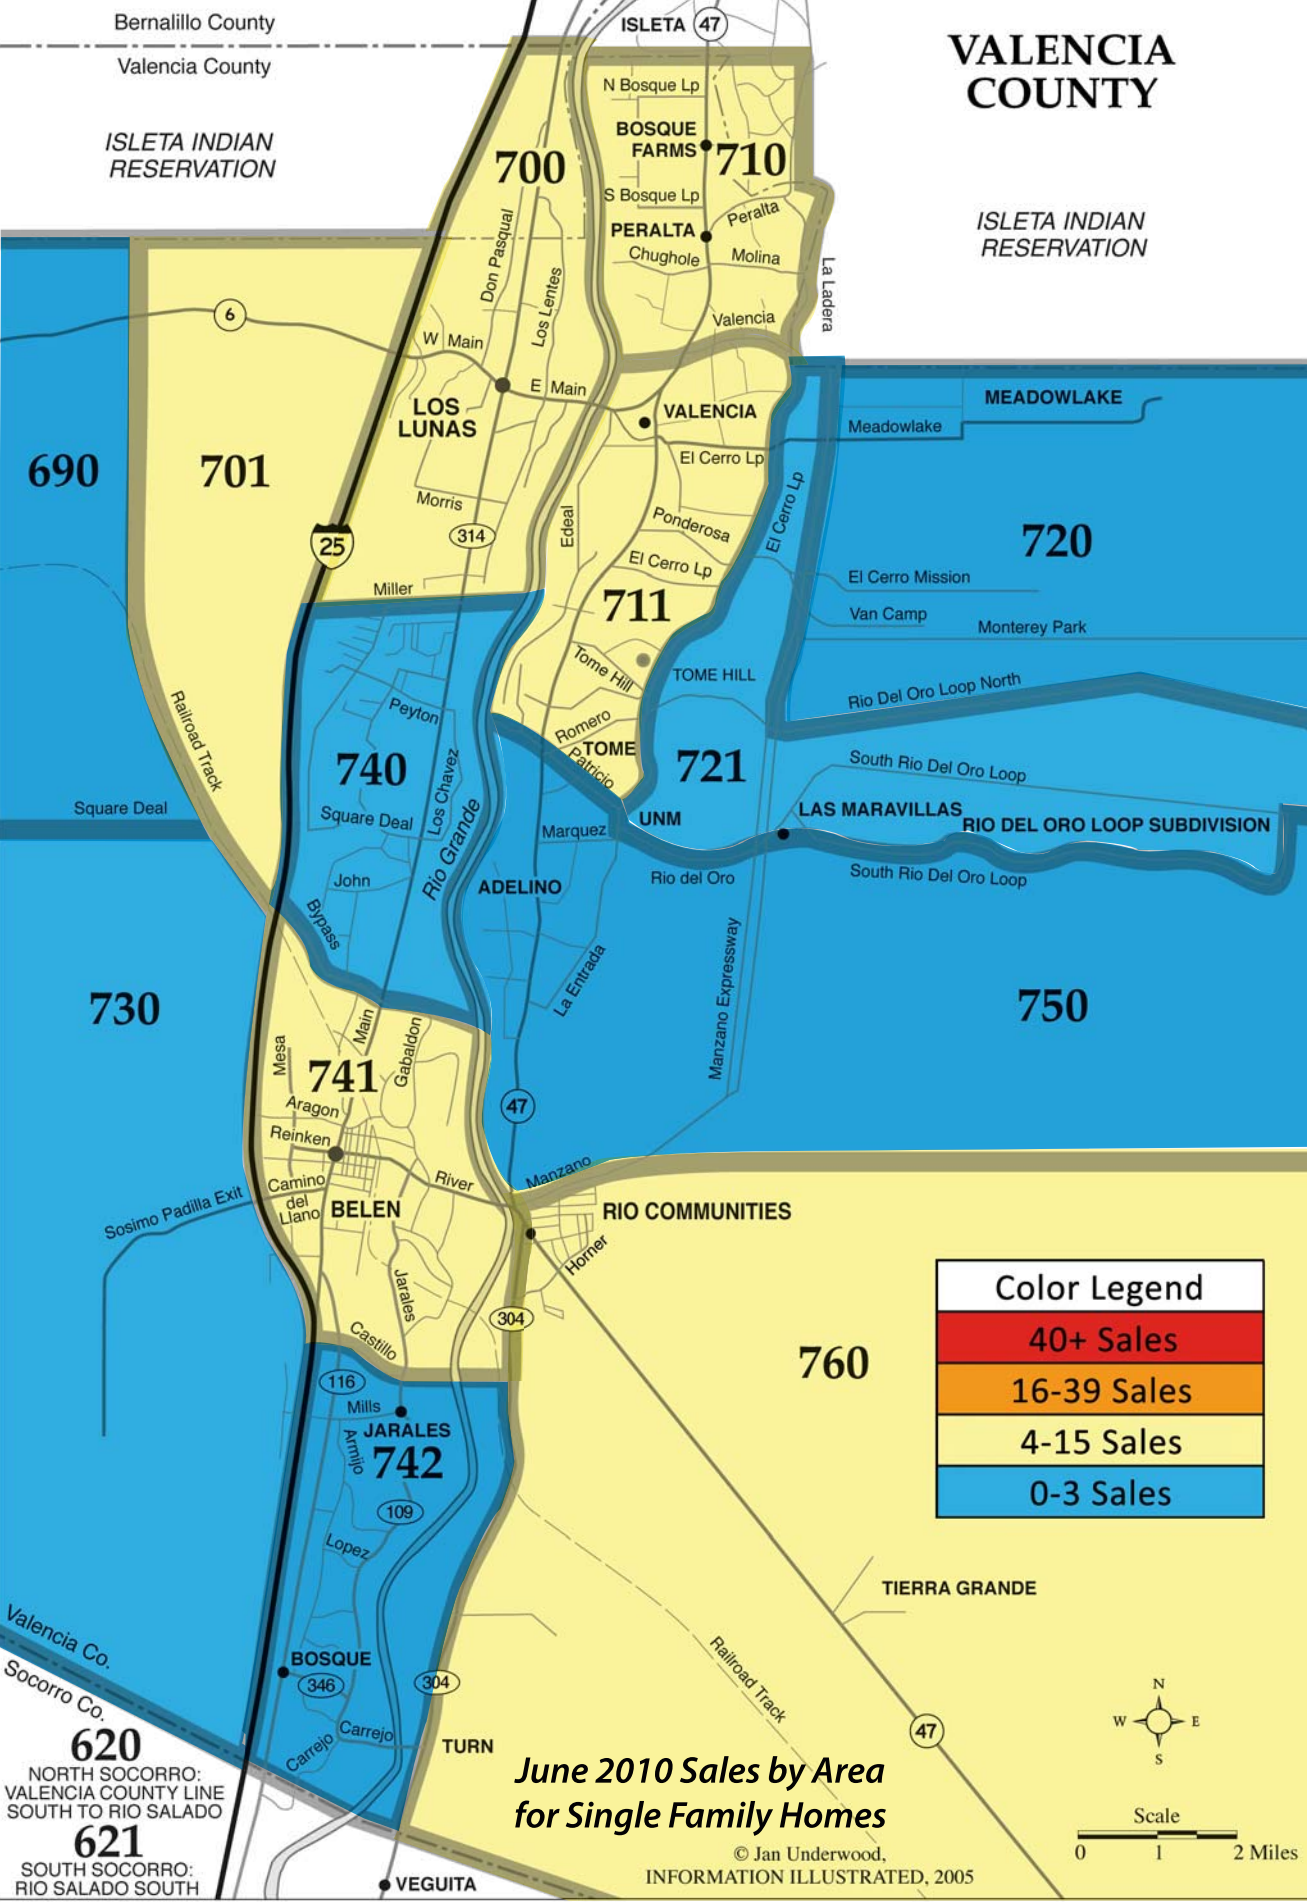 Bernalillo County
Valencia County
ISLETA INDIAN
RESERVATION
ISLETA
47
VALENCIA
COUNTY
N Bosque Lp
BOSQUE
FARMS
700
710
S Bosque Lp
PERALTA
Peralta
Chughole
Molina
ISLETA INDIAN
RESERVATION
La Ladera
Don Pasqual
Los Lentes
6
W Main
Valencia
E Main
LOS
LUNAS
VALENCIA
MEADOWLAKE
Meadowlake
690
701
El Cerro Lp
El Cerro Lp
Morris
314
Edeal
Ponderosa
25
720
El Cerro Lp
Miller
711
El Cerro Mission
Van Camp
Monterey Park
Tome Hill
TOME HILL
Rio Del Oro Loop North
Railroad Track
Peyton
Romero
TOME
Patricio
740
721
Los Chavez
South Rio Del Oro Loop
Square Deal
Square Deal
Rio Grande
Marquez
UNM
LAS MARAVILLAS
RIO DEL ORO LOOP SUBDIVISION
John
ADELINO
Rio del Oro
South Rio Del Oro Loop
Bypass
La Entrada
Manzano Expressway
730
750
Main
Gabaldon
Mesa
741
47
Aragon
Reinken
River
Manzano
Camino
del
Llano
Sosimo Padilla Exit
BELEN
RIO COMMUNITIES
Horner
Jarales
304
Castillo
760
Color Legend
40+ Sales
16-39 Sales
4-15 Sales
0-3 Sales
116
Mills
JARALES
Armijo
742
109
Lopez
TIERRA GRANDE
Valencia Co.
Socorro Co.
BOSQUE
346
304
Railroad Track
Carrejo
Carrejo
TURN
47
N
W
E
S
620
NORTH SOCORRO:
VALENCIA COUNTY LINE
SOUTH TO RIO SALADO
621
SOUTH SOCORRO:
RIO SALADO SOUTH
June 2010 Sales by Area
for Single Family Homes
© Jan Underwood,
INFORMATION ILLUSTRATED, 2005
Scale
0 1 2 Miles
VEGUITA